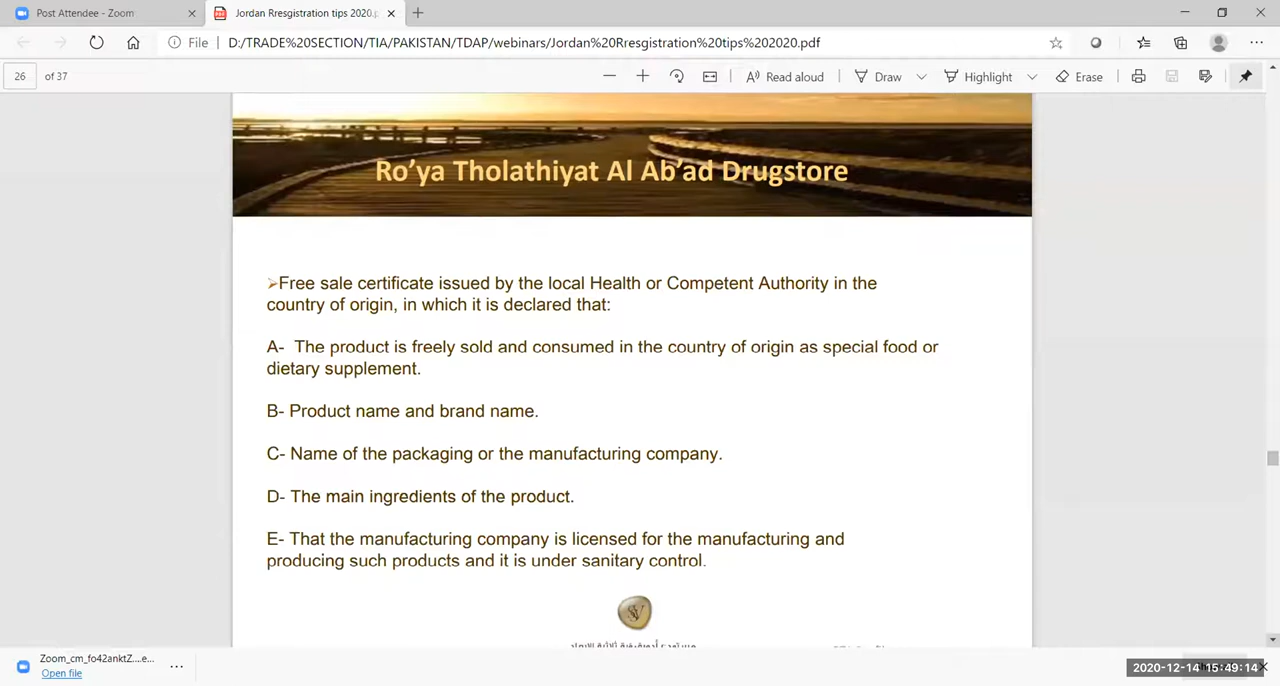 Post Attendee - Zoom
Jordan Rresgistration tips 2020.p
File
D:/TRADE%20SECTION/TIA/PAKISTAN/TDAP/webinars/Jordan%20Rresgistration%20tips%202020.pdf
26 of 37
Read aloud
Draw
Highlight
Erase
Ro’ya Tholathiyat Al Ab’ad Drugstore
➢Free sale certificate issued by the local Health or Competent Authority in the
country of origin, in which it is declared that:
A- The product is freely sold and consumed in the country of origin as special food or
dietary supplement.
B- Product name and brand name.
C- Name of the packaging or the manufacturing company.
D- The main ingredients of the product.
E- That the manufacturing company is licensed for the manufacturing and
producing such products and it is under sanitary control.
Zoom_cm_fo42anktZ....e...
Open file
2020-12-14 15:49:14